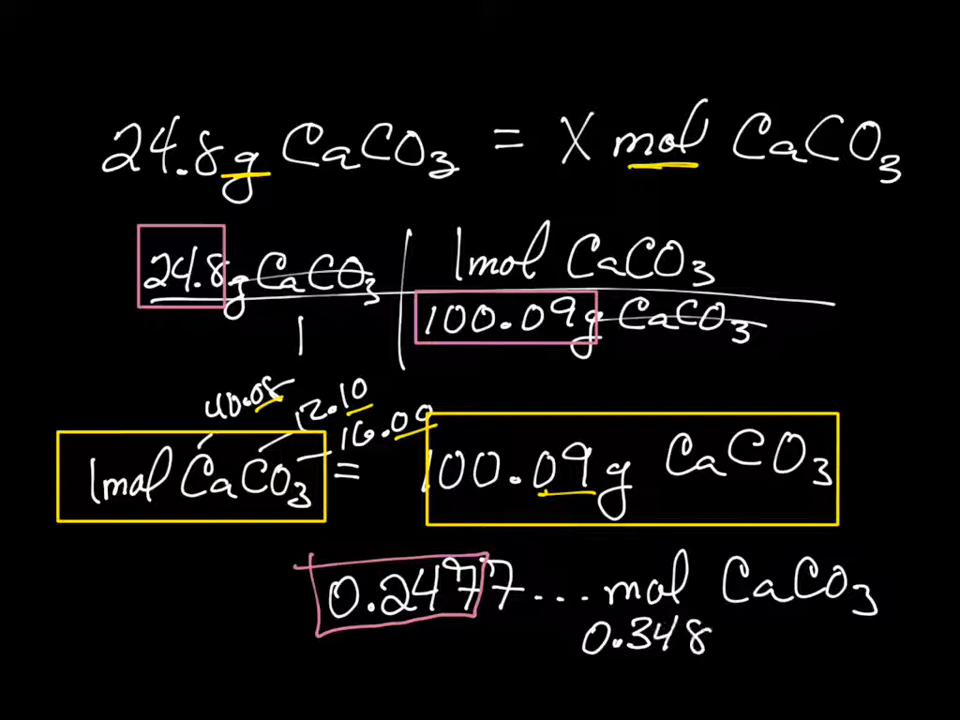 24.8g CaCO₃ = X mol CaCO₃
24.8g CaCO₃ | 1mol CaCO₃
1 | 100.09g CaCO₃
40.08 12.10 16.00
1mol CaCO₃ = 100.09g CaCO₃
0.2477... mol CaCO₃
0.348